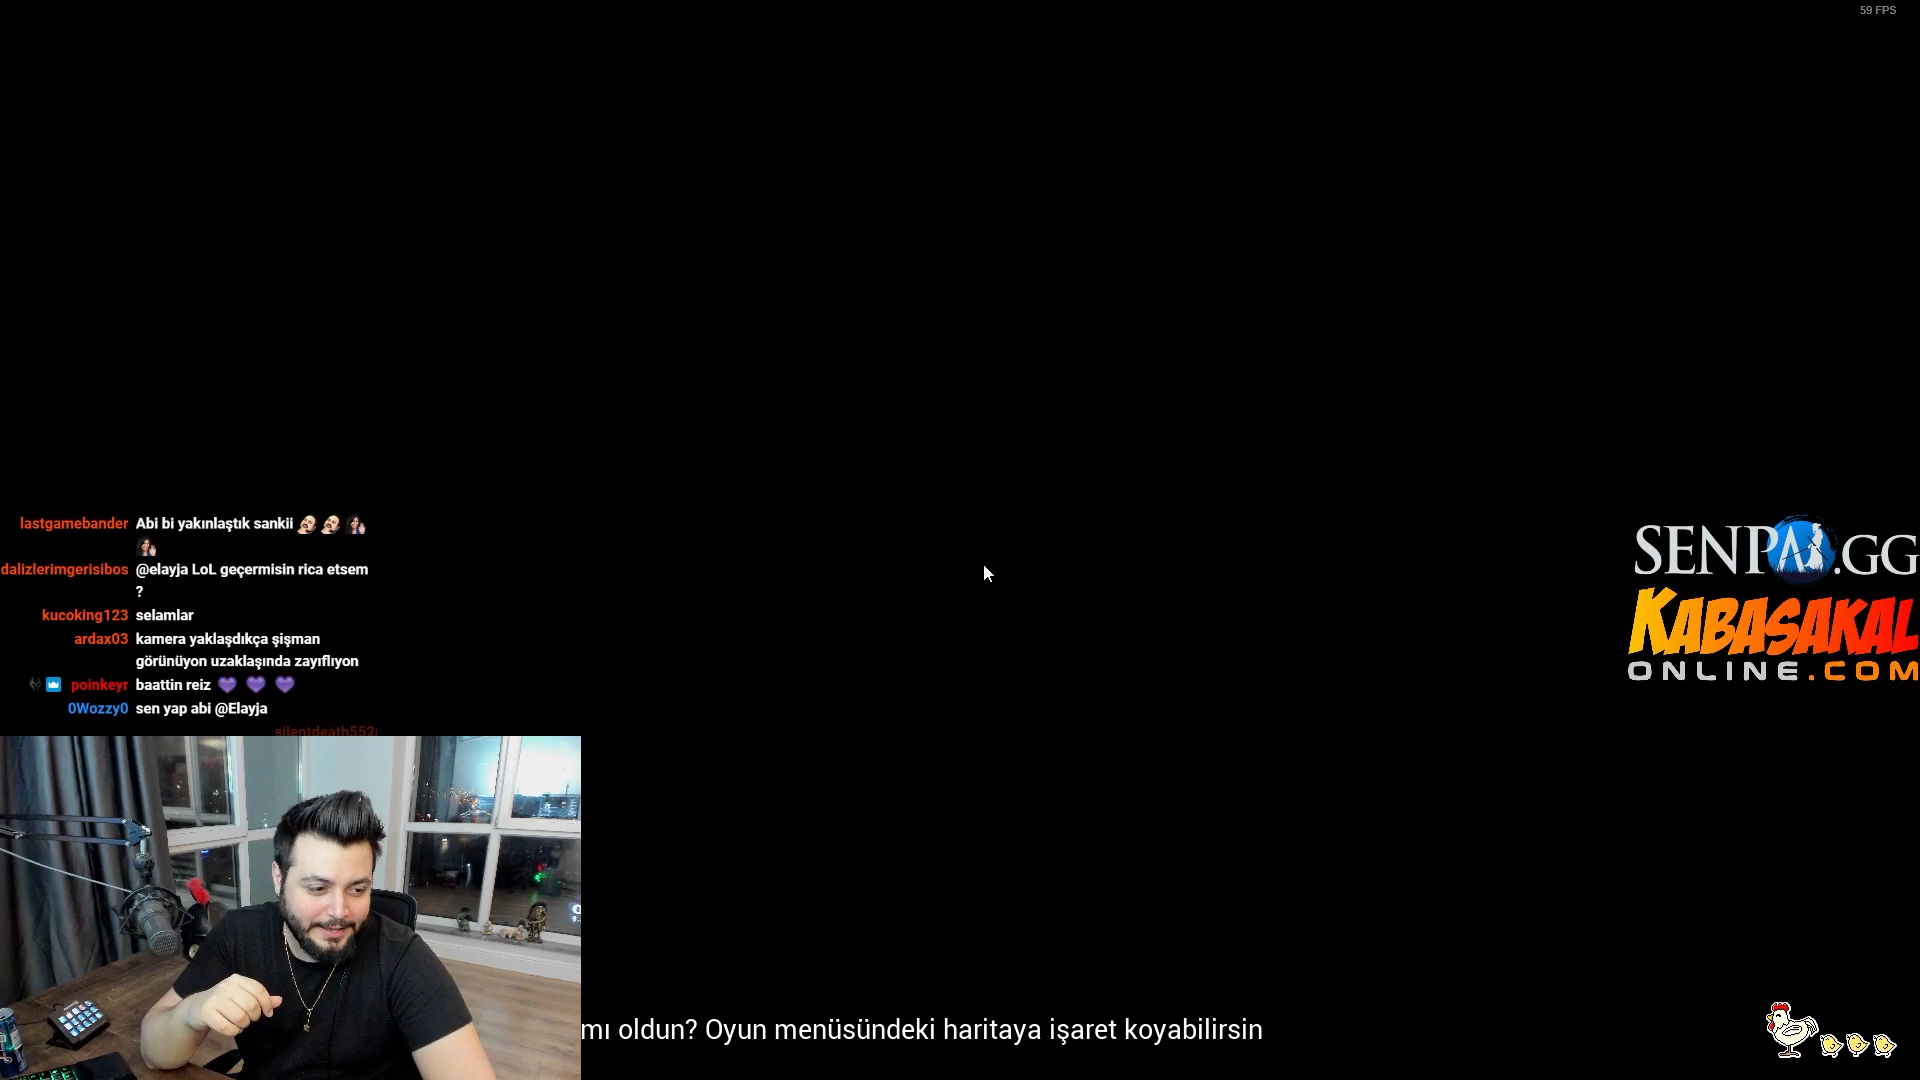 59 FPS
lastgamebander Abi bi yakınlaştık sankii
dalizlerimgerisibos @elayja LoL geçermisin rica etsem
?
kucoking123 selamlar
ardax03 kamera yaklaşdıkça şişman
görünüyon uzaklaşında zayıflıyon
poinkeyr baattin reiz
0Wozzy0 sen yap abi @Elayja
silentdeath552
SENPAI.GG
KABASAKAL
ONLINE.COM
mı oldun? Oyun menüsündeki haritaya işaret koyabilirsin